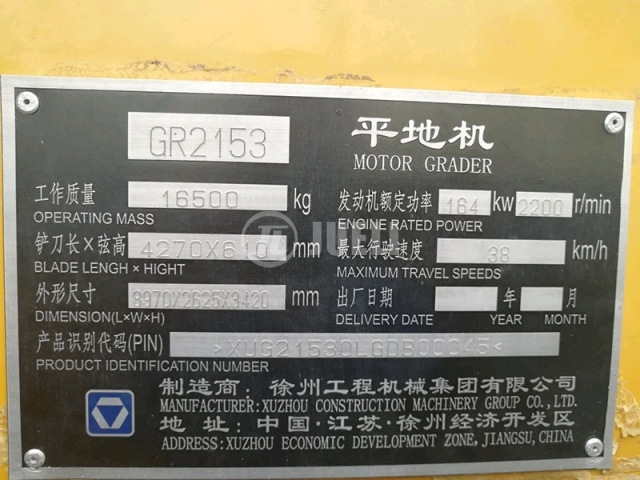 GR2153
平地机
MOTOR GRADER
工作质量 16500 kg
OPERATING MASS
发动机额定功率 164 kw 2200 r/min
ENGINE RATED POWER
铲刀长×弦高 4270X610 mm
BLADE LENGH × HIGHT
最大行驶速度 38 km/h
MAXIMUM TRAVEL SPEEDS
外形尺寸 8970X2625X3420 mm
DIMENSION(L×W×H)
出厂日期 年 月
DELIVERY DATE YEAR MONTH
产品识别代码(PIN)
PRODUCT IDENTIFICATION NUMBER
制造商：徐州工程机械集团有限公司
MANUFACTURER:XUZHOU CONSTRUCTION MACHINERY GROUP CO., LTD.
地 址：中国·江苏·徐州经济开发区
ADDRESS:XUZHOU ECONOMIC DEVELOPMENT ZONE,JIANGSU,CHINA